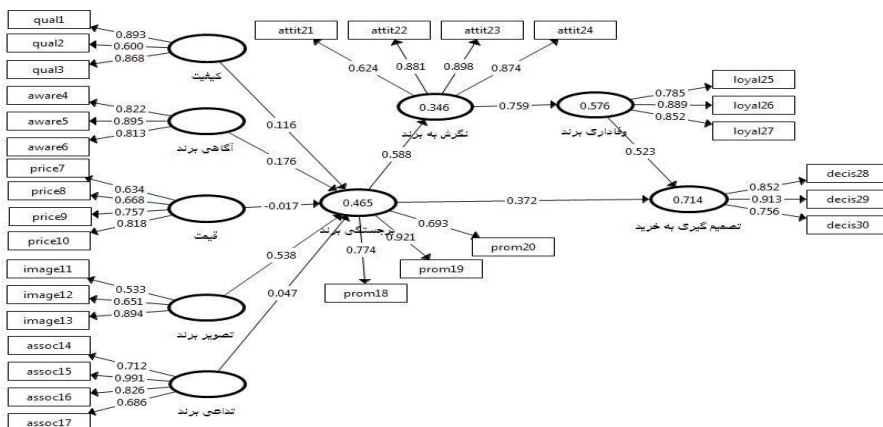 qual1
qual2
qual3
0.893
0.600
0.868
کیفیت
aware4
aware5
aware6
0.822
0.895
0.813
آگاهی برند
price7
price8
price9
price10
0.634
0.668
0.757
0.818
قیمت
image11
image12
image13
0.533
0.651
0.894
تصویر برند
assoc14
assoc15
assoc16
assoc17
0.712
0.991
0.826
0.686
تداعی برند
0.116
0.176
-0.017
0.538
0.047
0.465
برجستگی برند
0.774
0.921
0.693
prom18
prom19
prom20
0.588
0.372
attit21
attit22
attit23
attit24
0.624
0.881
0.898
0.874
0.346
نگرش به برند
0.759
0.576
وفاداری برند
0.785
0.889
0.852
loyal25
loyal26
loyal27
0.523
0.714
تصمیم گیری به خرید
0.852
0.913
0.756
decis28
decis29
decis30